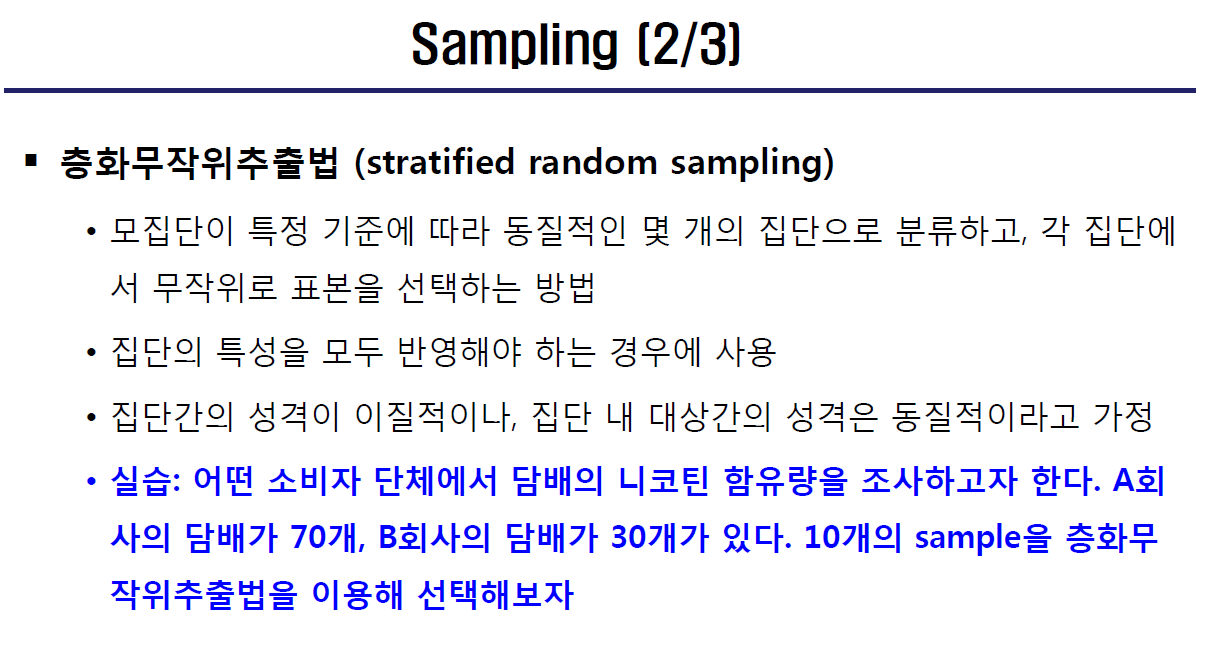 Sampling (2/3)
▪ 층화무작위추출법 (stratified random sampling)
• 모집단이 특정 기준에 따라 동질적인 몇 개의 집단으로 분류하고, 각 집단에
서 무작위로 표본을 선택하는 방법
• 집단의 특성을 모두 반영해야 하는 경우에 사용
• 집단간의 성격이 이질적이나, 집단 내 대상간의 성격은 동질적이라고 가정
• 실습: 어떤 소비자 단체에서 담배의 니코틴 함유량을 조사하고자 한다. A회
사의 담배가 70개, B회사의 담배가 30개가 있다. 10개의 sample을 층화무
작위추출법을 이용해 선택해보자